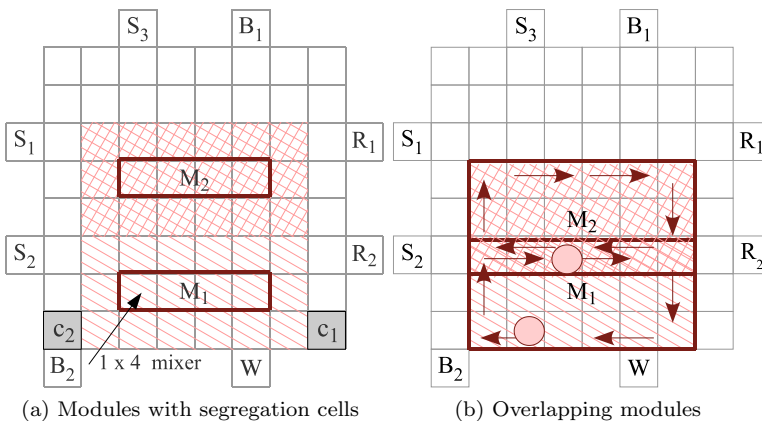 S3 B1 S3 B1
S1 R1 S1 R1
M2
M2
S2 R2 S2 R2
M1 M1
c2 c1
B2 1 x 4 mixer W B2 W
(a) Modules with segregation cells (b) Overlapping modules